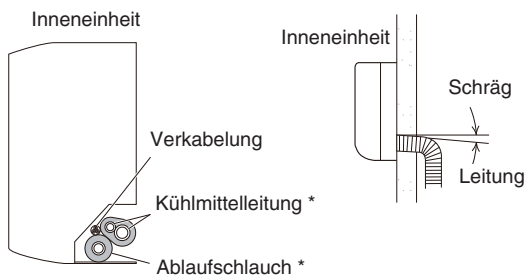 Inneneinheit
Verkabelung
Kühlmittelleitung *
Ablaufschlauch *
Inneneinheit
Schräg
Leitung